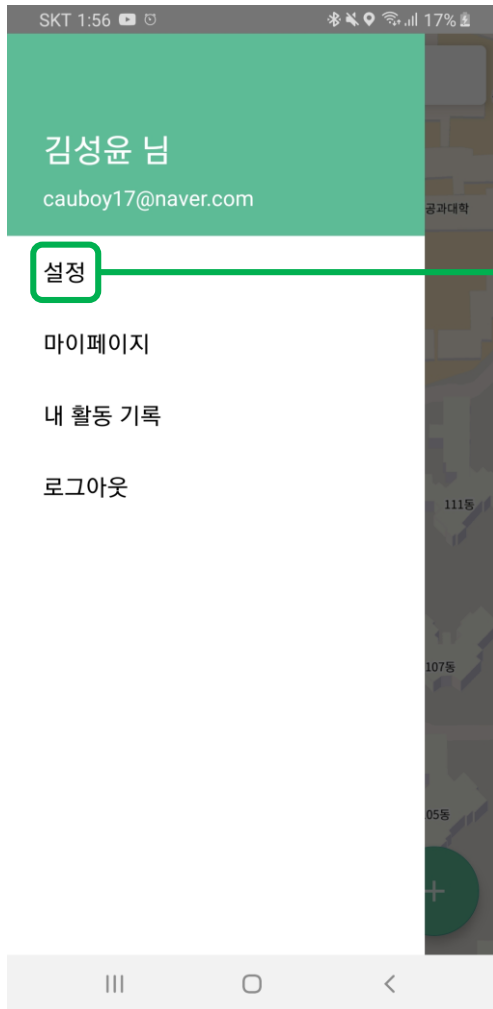 SKT 1:56
17%
김성윤 님
cauboy17@naver.com
공과대학
설정
마이페이지
내 활동 기록
로그아웃
111동
107동
05동